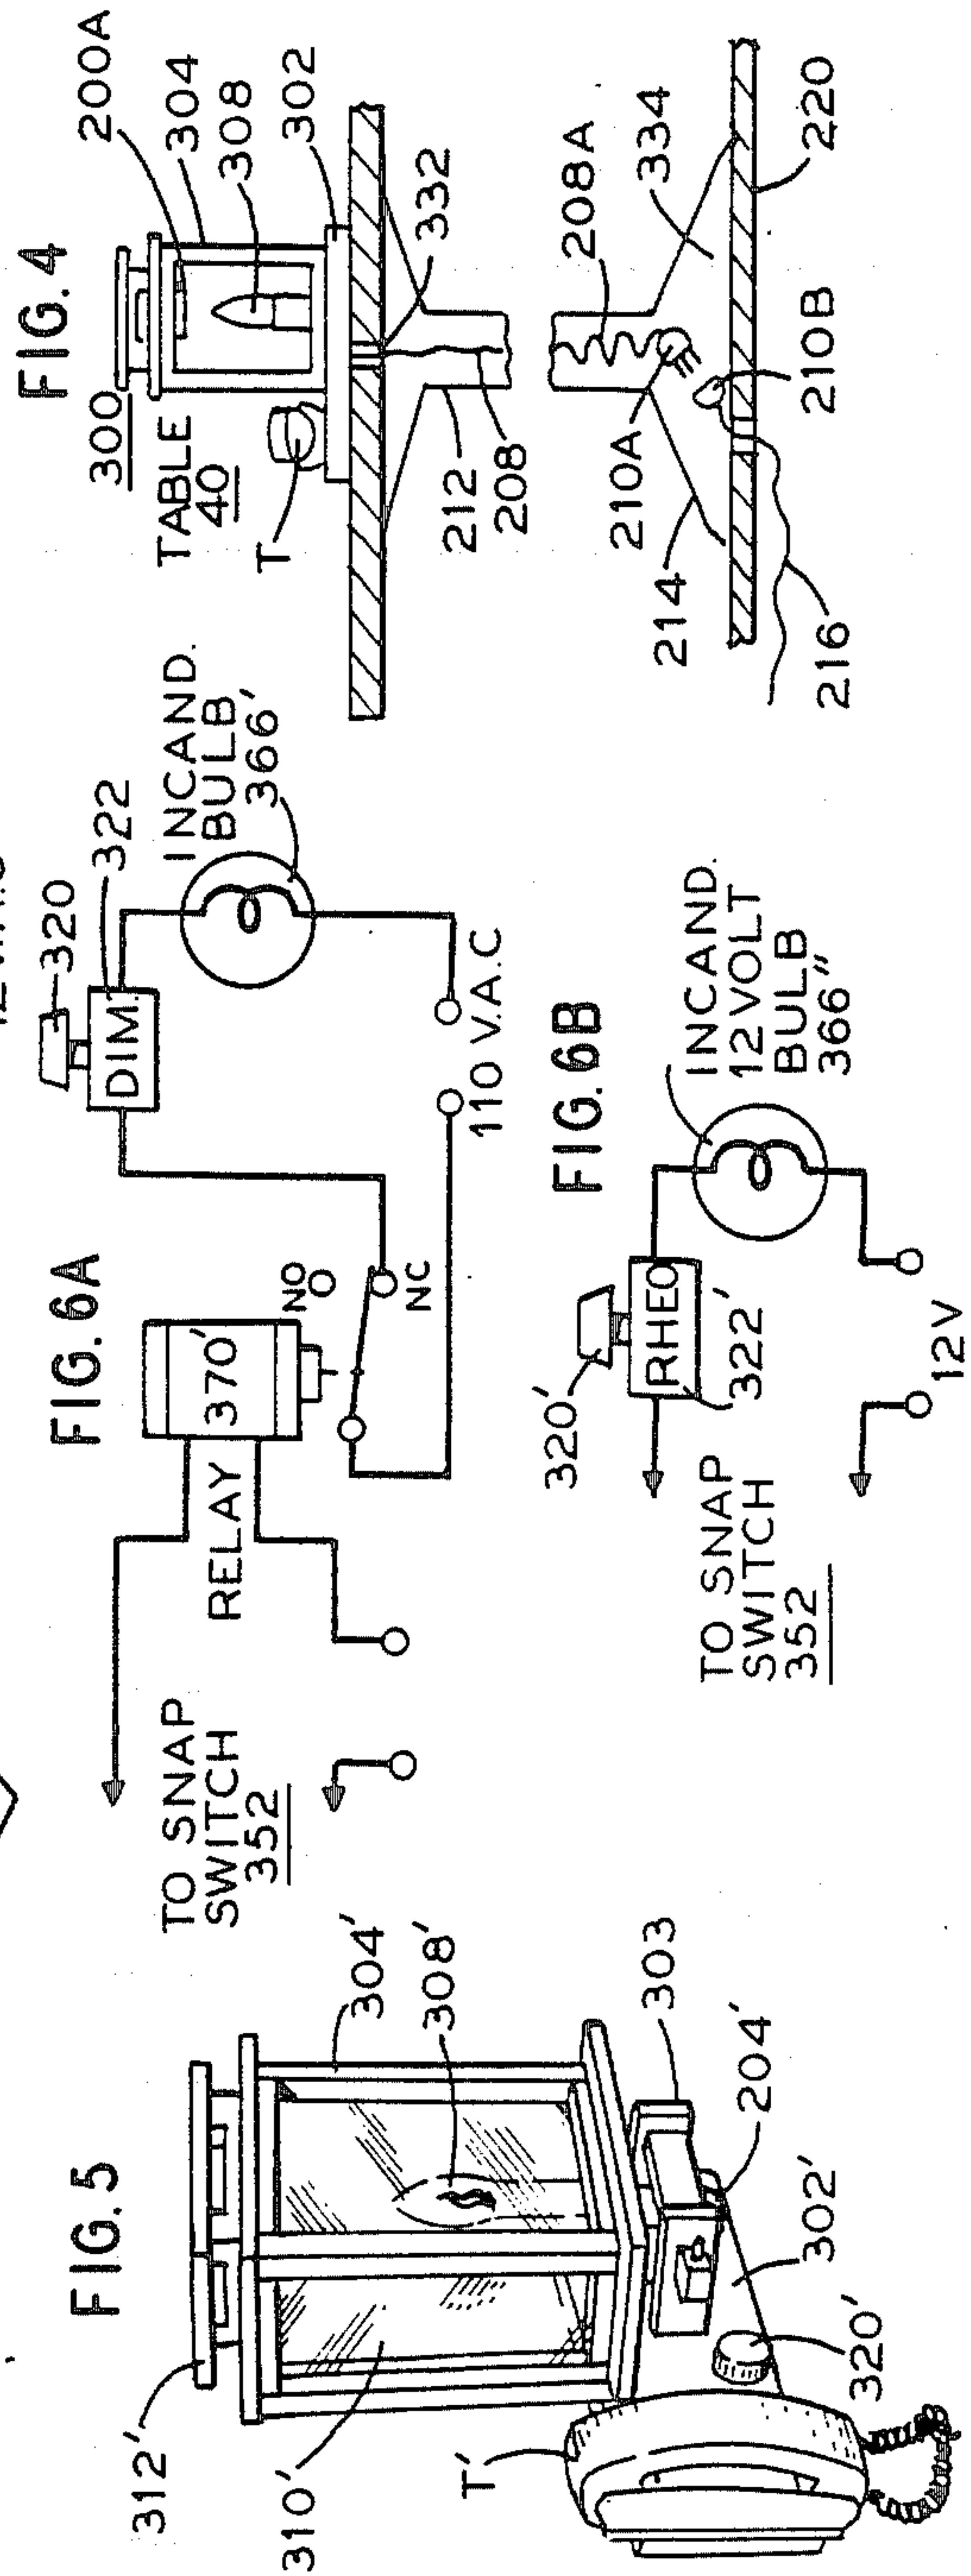 FIG. 5
312'
310'
304'
308'
303
204'
302'
320'
T'
FIG. 6A
TO SNAP
SWITCH
352
RELAY
370'
NO
NC
320
DIM.
322
INCAND.
BULB
366'
110 V.A.C
FIG. 6B
TO SNAP
SWITCH
352
320'
RHEO
322'
INCAND.
12 VOLT
BULB
366"
12V
FIG. 4
300
TABLE
40
T
200A
304
308
302
332
212
208
208A
210A
214
334
210B
216
220